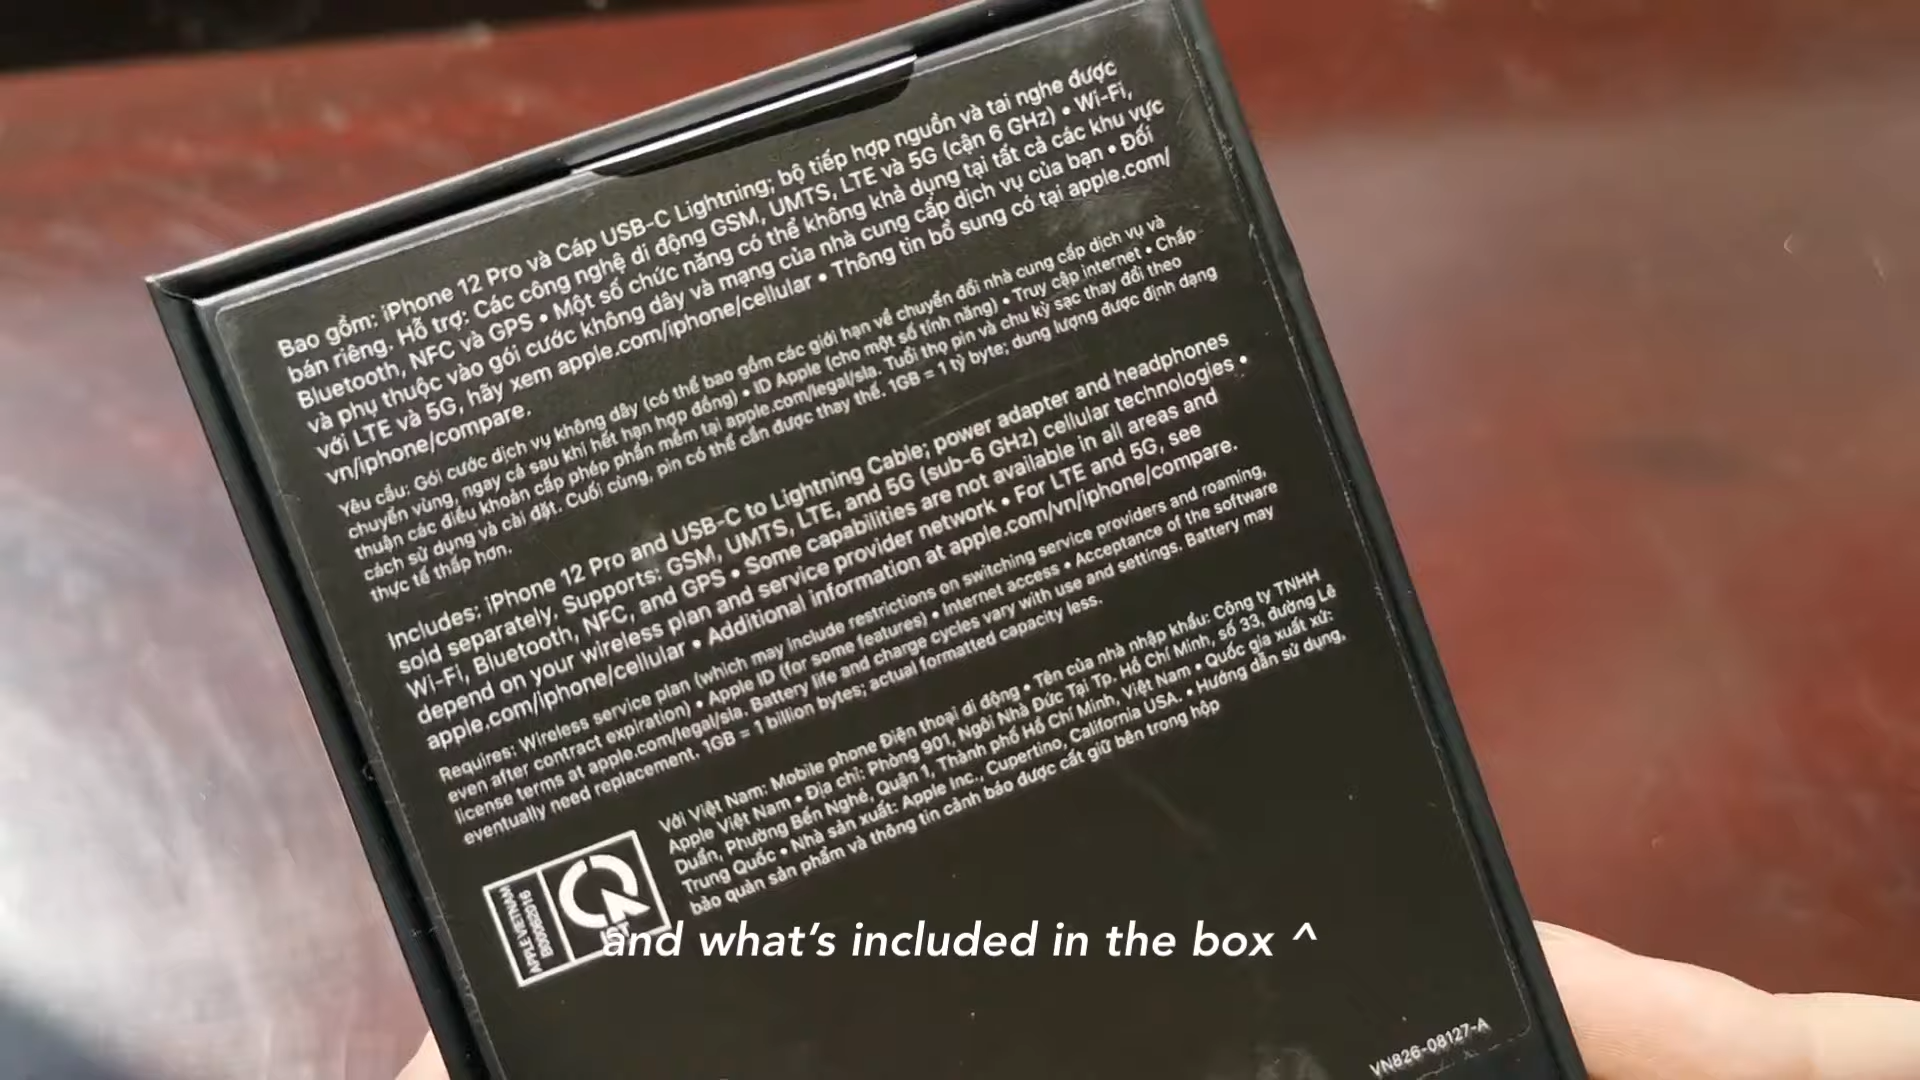 Bao gồm: iPhone 12 Pro và Cáp USB-C Lightning; bộ tiếp hợp nguồn và tai nghe được
bán riêng. Hỗ trợ: Các công nghệ di động GSM, UMTS, LTE và 5G (cận 6 GHz) • Wi-Fi,
Bluetooth, NFC và GPS • Một số chức năng có thể không khả dụng tại tất cả các khu vực
và phụ thuộc vào gói cước không dây và mạng của nhà cung cấp dịch vụ của bạn • Đối
với LTE và 5G, hãy xem apple.com/iphone/cellular • Thông tin bổ sung có tại apple.com/
vn/iphone/compare.
Yêu cầu: Gói cước dịch vụ không dây (có thể bao gồm các giới hạn về chuyển đổi nhà cung cấp dịch vụ và
chuyển vùng, ngay cả sau khi hết hạn hợp đồng) • ID Apple (cho một số tính năng) • Truy cập internet • Chấp
thuận các điều khoản cấp phép phần mềm tại apple.com/legal/sla. Tuổi thọ pin và chu kỳ sạc thay đổi theo
cách sử dụng và cài đặt. Cuối cùng, pin có thể cần được thay thế. 1GB = 1 tỷ byte; dung lượng được định dạng
thực tế thấp hơn.
Includes: iPhone 12 Pro and USB-C to Lightning Cable; power adapter and headphones
sold separately. Supports: GSM, UMTS, LTE, and 5G (sub-6 GHz) cellular technologies •
Wi-Fi, Bluetooth, NFC, and GPS • Some capabilities are not available in all areas and
depend on your wireless plan and service provider network • For LTE and 5G, see
apple.com/iphone/cellular • Additional information at apple.com/vn/iphone/compare.
Requires: Wireless service plan (which may include restrictions on switching service providers and roaming,
even after contract expiration) • Apple ID (for some features) • Internet access • Acceptance of the software
license terms at apple.com/legal/sla. Battery life and charge cycles vary with use and settings. Battery may
eventually need replacement. 1GB = 1 billion bytes; actual formatted capacity less.
Với Việt Nam: Mobile phone Điện thoại di động • Tên của nhà nhập khẩu: Công ty TNHH
Apple Việt Nam • Địa chỉ: Phòng 901, Ngôi Nhà Đức Tại Tp. Hồ Chí Minh, số 33, đường Lê
Duẩn, Phường Bến Nghé, Quận 1, Thành phố Hồ Chí Minh, Việt Nam • Quốc gia xuất xứ:
Trung Quốc • Nhà sản xuất: Apple Inc., Cupertino, California USA. • Hướng dẫn sử dụng,
bảo quản sản phẩm và thông tin cảnh báo được cất giữ bên trong hộp
APPLE VIETNAM
and what's included in the box ^
VN826-08127-A